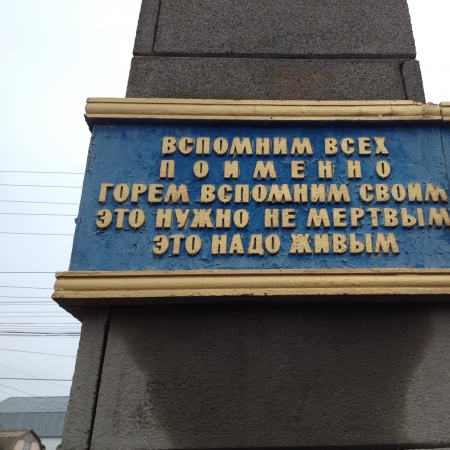 ВСПОМНИМ ВСЕХ
ПОИМЕННО
ГОРЕМ ВСПОМНИМ СВОИМ
ЭТО НУЖНО НЕ МЕРТВЫМ
ЭТО НАДО ЖИВЫМ